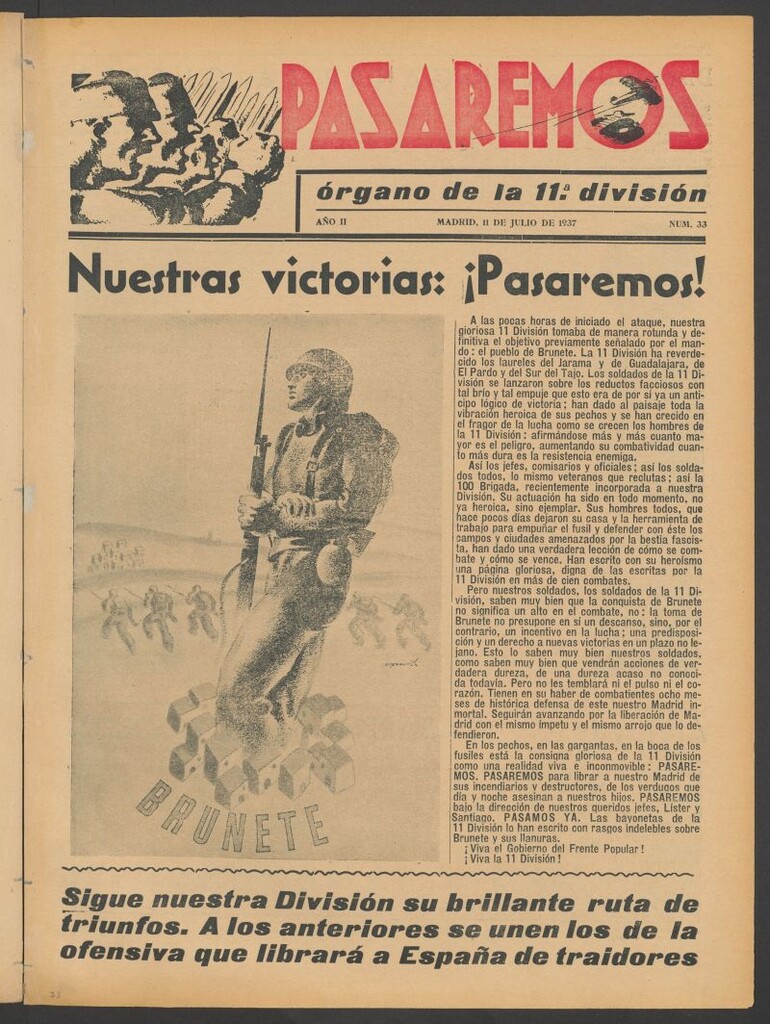 PASAREMOS
órgano de la 11.ª división
AÑO II MADRID, 11 DE JULIO DE 1937 NUM. 33
Nuestras victorias: ¡Pasaremos!
A las pocas horas de iniciado el ataque, nuestra
gloriosa 11 División tomaba de manera rotunda y de-
finitiva el objetivo previamente señalado por el man-
do: el pueblo de Brunete. La 11 División ha reverde-
cido los laureles del Jarama y de Guadalajara, de
El Pardo y del Sur del Tajo. Los soldados de la 11 Di-
visión se lanzaron sobre los reductos facciosos con
tal brío y tal empuje que esto era de por sí ya un anti-
cipo lógico de victoria; han dado al paisaje toda la
vibración heroica de sus pechos y se han crecido en
el fragor de la lucha como se crecen los hombres de
la 11 División: afirmándose más y más cuanto ma-
yor es el peligro, aumentando su combatividad cuan-
to más dura es la resistencia enemiga.
Así los jefes, comisarios y oficiales; así los solda-
dos todos, lo mismo veteranos que reclutas; así la
100 Brigada, recientemente incorporada a nuestra
División. Su actuación ha sido en todo momento, no
ya heroica, sino ejemplar. Sus hombres todos, que
hace pocos días dejaron su casa y la herramienta de
trabajo para empuñar el fusil y defender con éste los
campos y ciudades amenazados por la bestia fascis-
ta, han dado una verdadera lección de cómo se com-
bate y cómo se vence. Han escrito con su heroísmo
una página gloriosa, digna de las escritas por la
11 División en más de cien combates.
Pero nuestros soldados, los soldados de la 11 Di-
visión, saben muy bien que la conquista de Brunete
no significa un alto en el combate, no: la toma de
Brunete no presupone en sí un descanso, sino, por el
contrario, un incentivo en la lucha; una predisposi-
ción y un derecho a nuevas victorias en un plazo no le-
jano. Esto lo saben muy bien nuestros soldados,
como saben muy bien que vendrán acciones de ver-
dadera dureza, de una dureza acaso no conoci-
da todavía. Pero no les temblará ni el pulso ni el co-
razón. Tienen en su haber de combatientes ocho me-
ses de histórica defensa de este nuestro Madrid in-
mortal. Seguirán avanzando por la liberación de Ma-
drid con el mismo ímpetu y el mismo arrojo que lo de-
fendieron.
En los pechos, en las gargantas, en la boca de los
fusiles está la consigna gloriosa de la 11 División
como una realidad viva e inconmovible: PASARE-
MOS. PASAREMOS para librar a nuestro Madrid de
sus incendiarios y destructores, de los verdugos que
día y noche asesinan a nuestros hijos. PASAREMOS
bajo la dirección de nuestros queridos jefes, Líster y
Santiago. PASAMOS YA. Las bayonetas de la
11 División lo han escrito con rasgos indelebles sobre
Brunete y sus llanuras.
¡Viva el Gobierno del Frente Popular!
¡Viva la 11 División!
BRUNETE
Sigue nuestra División su brillante ruta de
triunfos. A los anteriores se unen los de la
ofensiva que librará a España de traidores